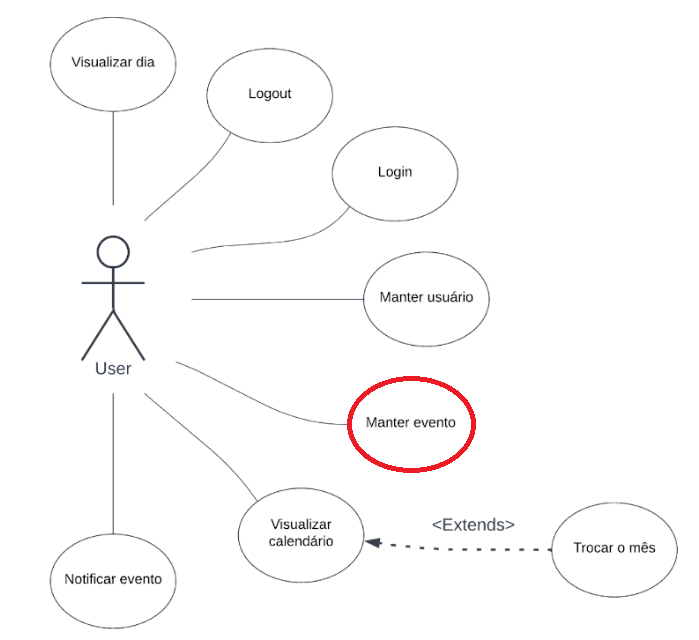 Visualizar dia
Logout
Login
Manter usuário
User
Manter evento
Visualizar
calendário
<Extends>
Trocar o mês
Notificar evento